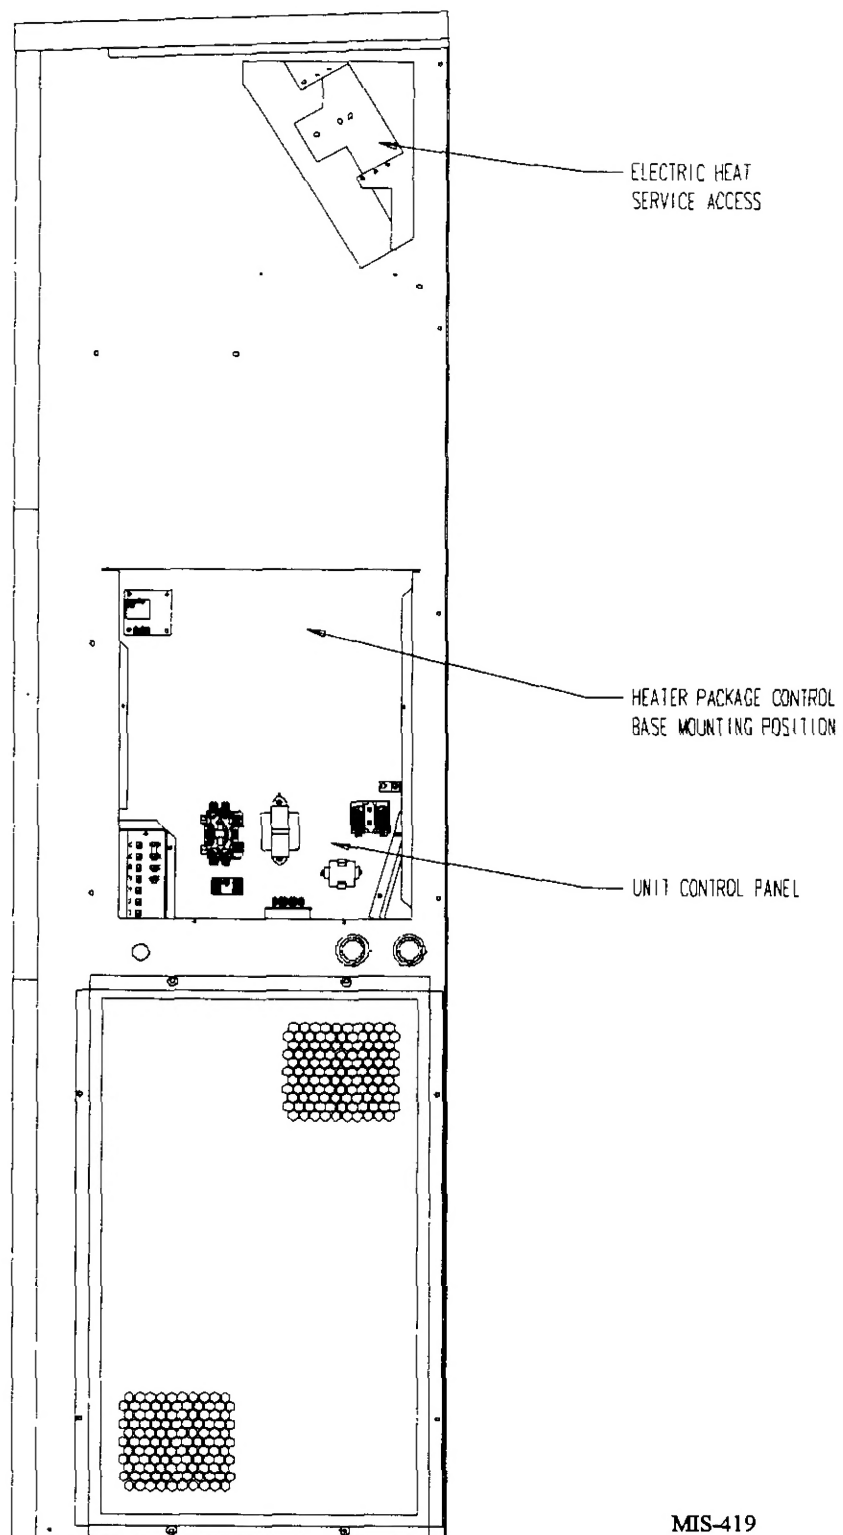 ELECTRIC HEAT
SERVICE ACCESS
HEATER PACKAGE CONTROL
BASE MOUNTING POSITION
UNIT CONTROL PANEL
MIS-419